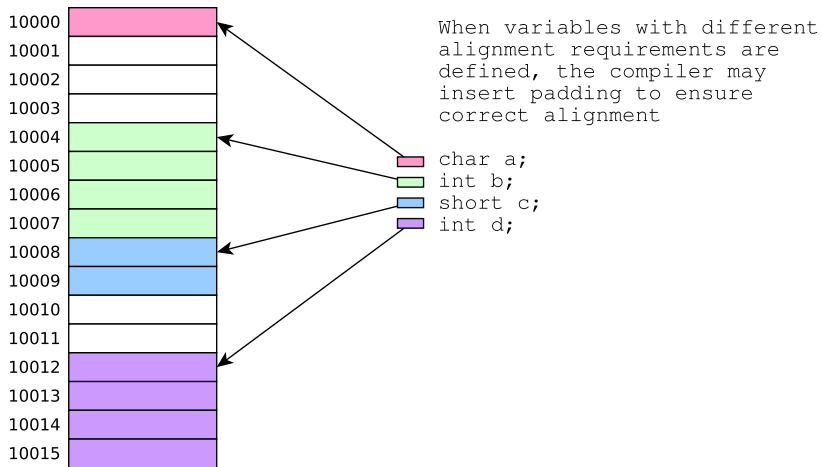 10000
10001
10002
10003
10004
10005
10006
10007
10008
10009
10010
10011
10012
10013
10014
10015
When variables with different
alignment requirements are
defined, the compiler may
insert padding to ensure
correct alignment
char a;
int b;
short c;
int d;